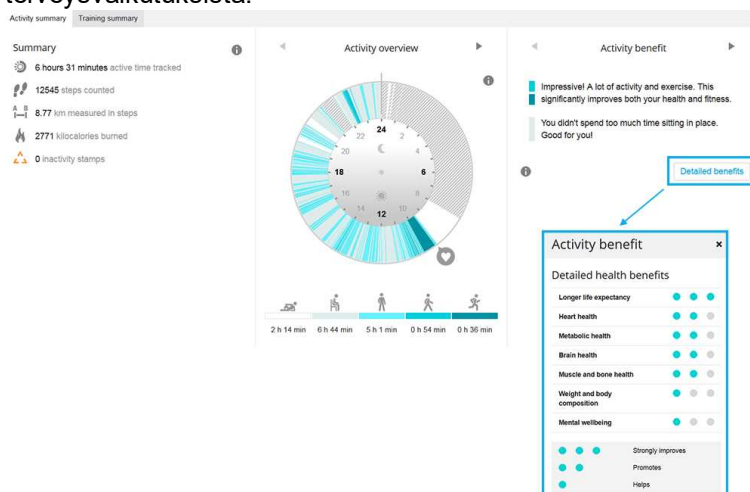 Activity summary Training summary
Summary
6 hours 31 minutes active time tracked
12545 steps counted
A B
8.77 km measured in steps
2771 kilocalories burned
0 inactivity stamps
Activity overview
24
22 2
20 4
18 6
16 8
14 10
12
2 h 14 min 6 h 44 min 5 h 1 min 0 h 54 min 0 h 36 min
Activity benefit
Impressive! A lot of activity and exercise. This
significantly improves both your health and fitness.
You didn't spend too much time sitting in place.
Good for you!
Detailed benefits
Activity benefit ×
Detailed health benefits
Longer life expectancy
Heart health
Metabolic health
Brain health
Muscle and bone health
Weight and body
composition
Mental wellbeing
Strongly improves
Promotes
Helps